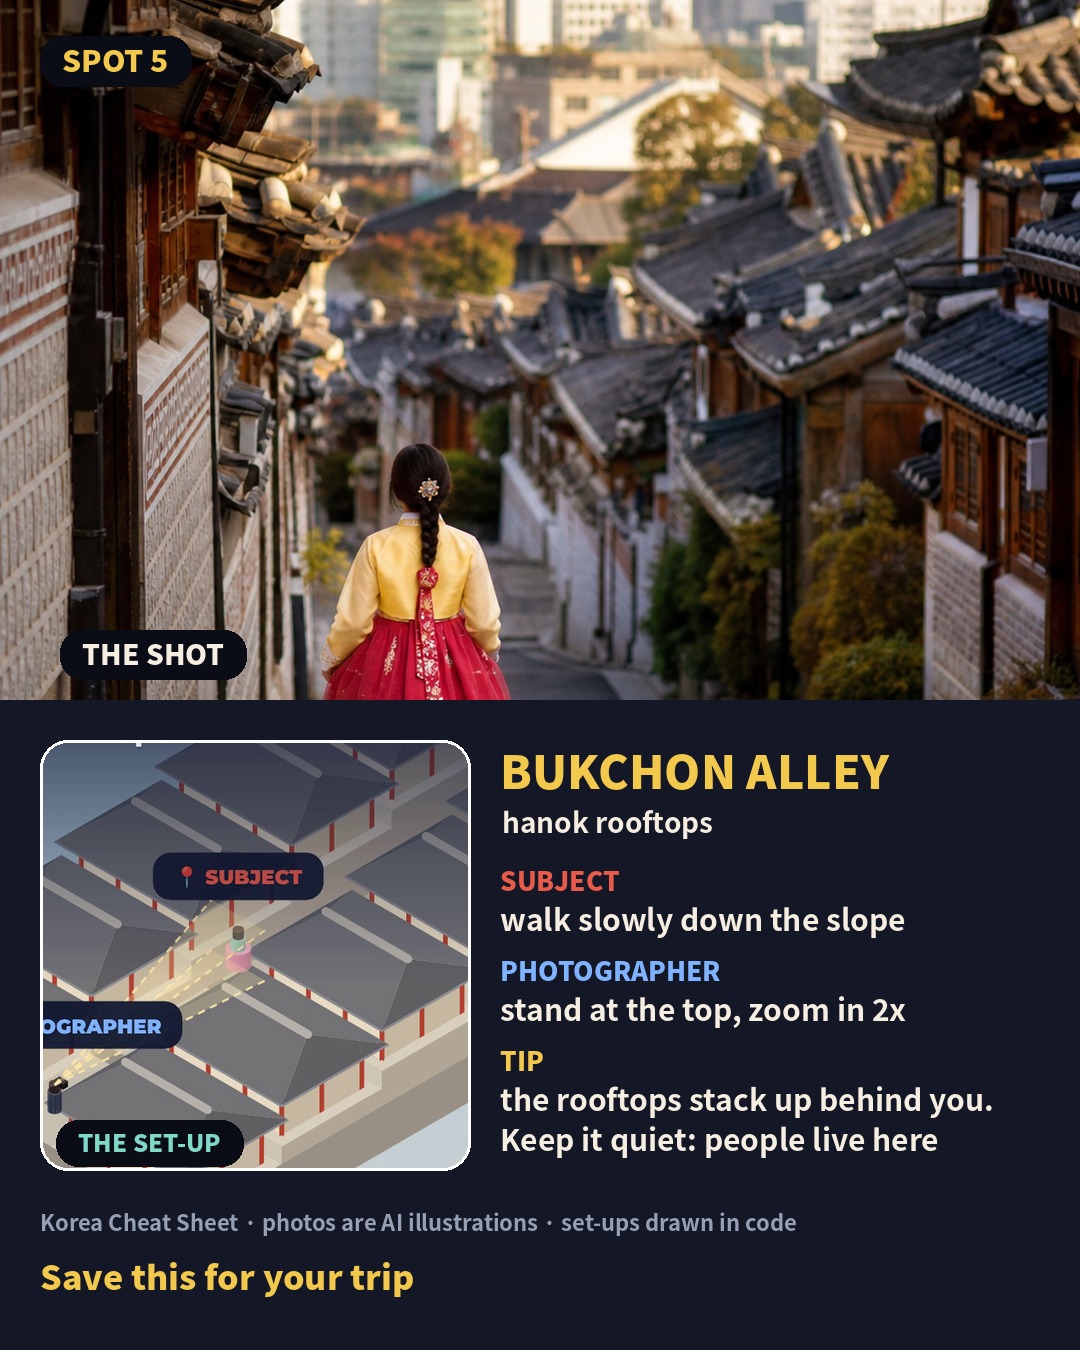 SPOT 5
THE SHOT
BUKCHON ALLEY
hanok rooftops
SUBJECT
walk slowly down the slope
PHOTOGRAPHER
stand at the top, zoom in 2x
TIP
the rooftops stack up behind you.
Keep it quiet: people live here
📍 SUBJECT
OGRAPHER
THE SET-UP
Korea Cheat Sheet · photos are AI illustrations · set-ups drawn in code
Save this for your trip